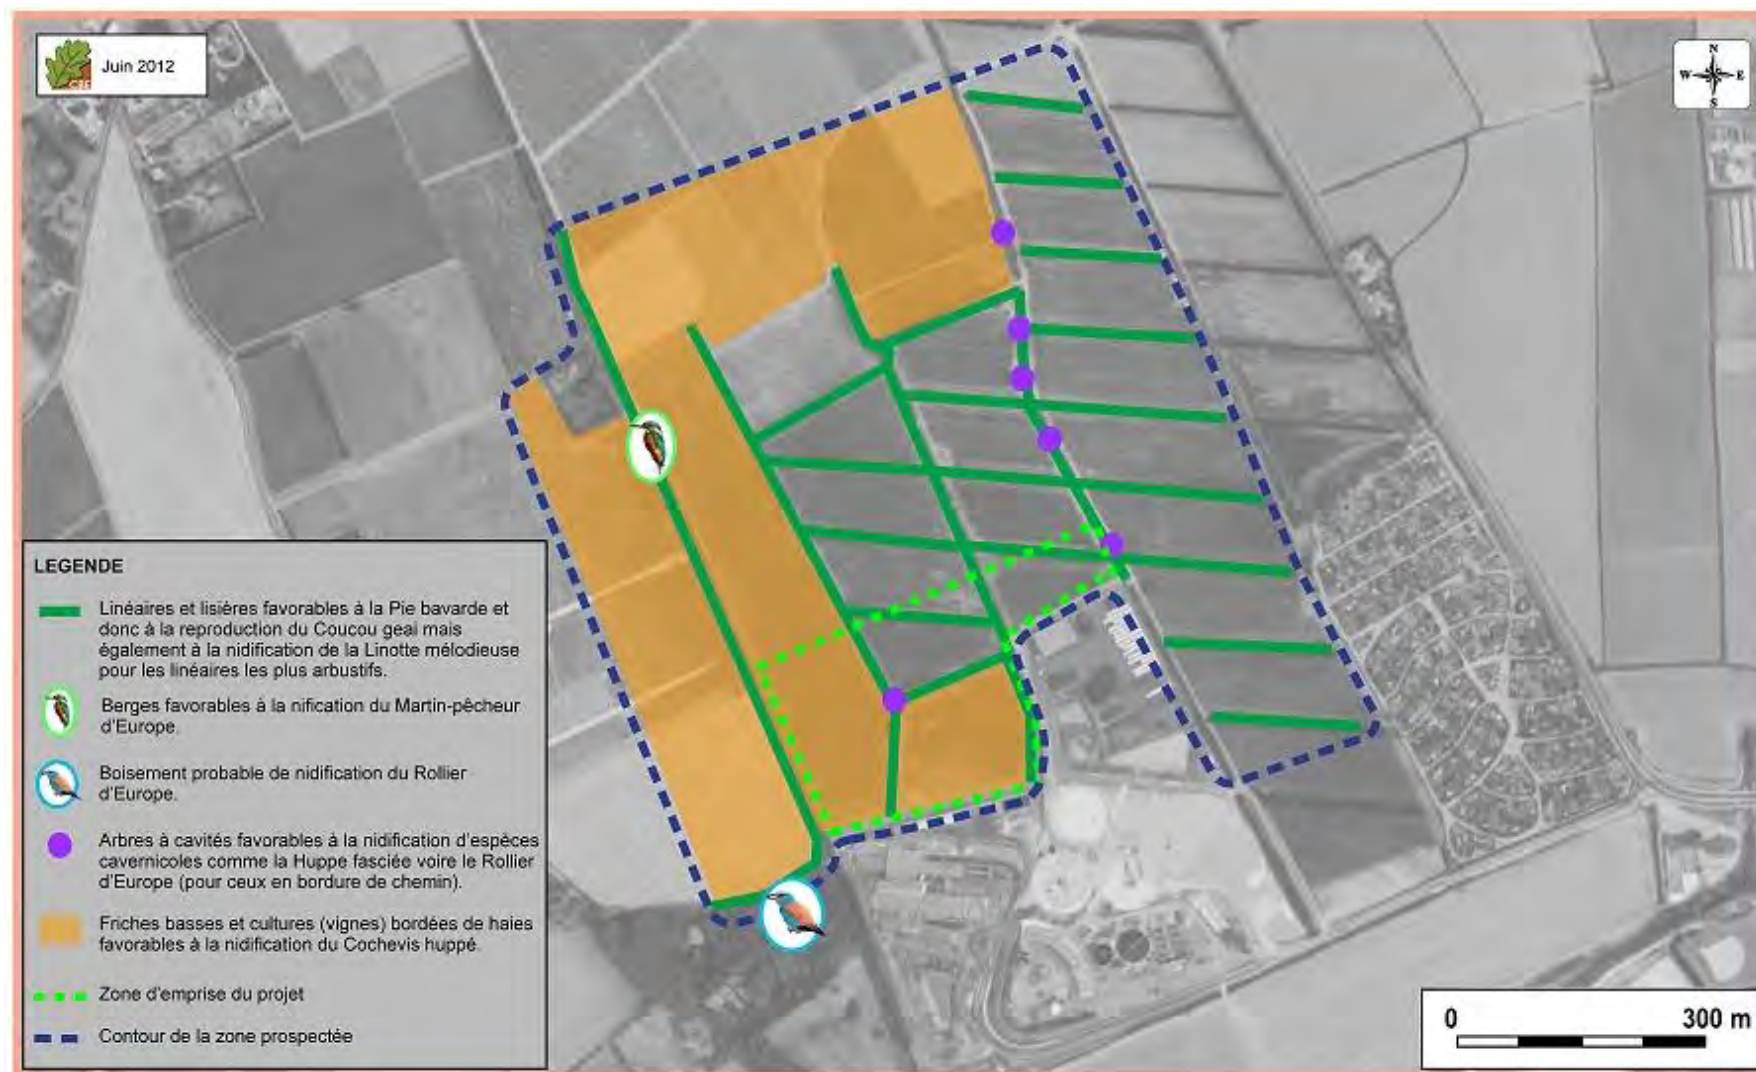 CBE
Juin 2012
N
W E
S
LEGENDE
Linéaires et lisières favorables à la Pie bavarde et
donc à la reproduction du Coucou geai mais
également à la nidification de la Linotte mélodieuse
pour les linéaires les plus arbustifs.
Berges favorables à la nification du Martin-pêcheur
d'Europe.
Boisement probable de nidification du Rollier
d'Europe.
Arbres à cavités favorables à la nidification d'espèces
cavernicoles comme la Huppe fasciée voire le Rollier
d'Europe (pour ceux en bordure de chemin).
Friches basses et cultures (vignes) bordées de haies
favorables à la nidification du Cochevis huppé.
Zone d'emprise du projet
Contour de la zone prospectée
0 300 m